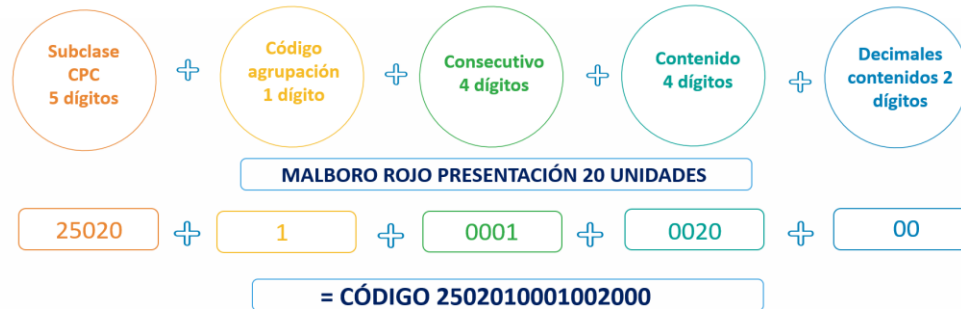 Subclase
CPC
5 dígitos
+
Código
agrupación
1 dígito
+
Consecutivo
4 dígitos
+
Contenido
4 dígitos
+
Decimales
contenidos 2
dígitos
MALBORO ROJO PRESENTACIÓN 20 UNIDADES
25020 + 1 + 0001 + 0020 + 00
= CÓDIGO 2502010001002000